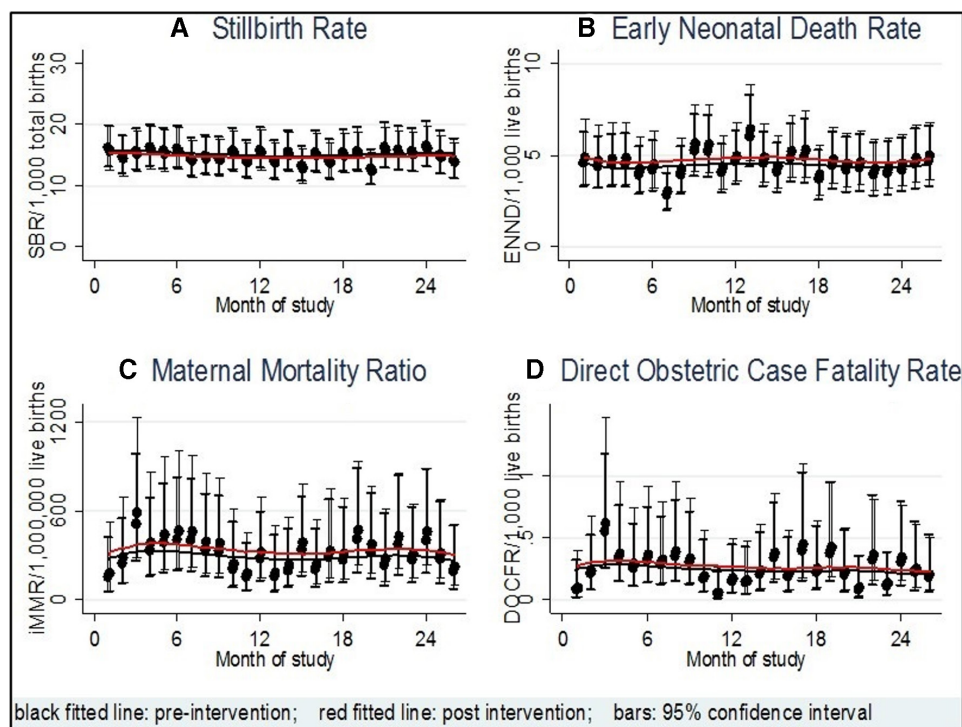 A Stillbirth Rate
SBR/1,000 total births
30
20
10
0
0 6 12 18 24
Month of study
B Early Neonatal Death Rate
ENND/1,000 live births
10
5
0
0 6 12 18 24
Month of study
C Maternal Mortality Ratio
iMMR/1,000,000 live births
1200
600
0
0 6 12 18 24
Month of study
D Direct Obstetric Case Fatality Rate
DOCFR/1,000 live births
1
.5
0
0 6 12 18 24
Month of study
black fitted line: pre-intervention; red fitted line: post intervention; bars: 95% confidence interval